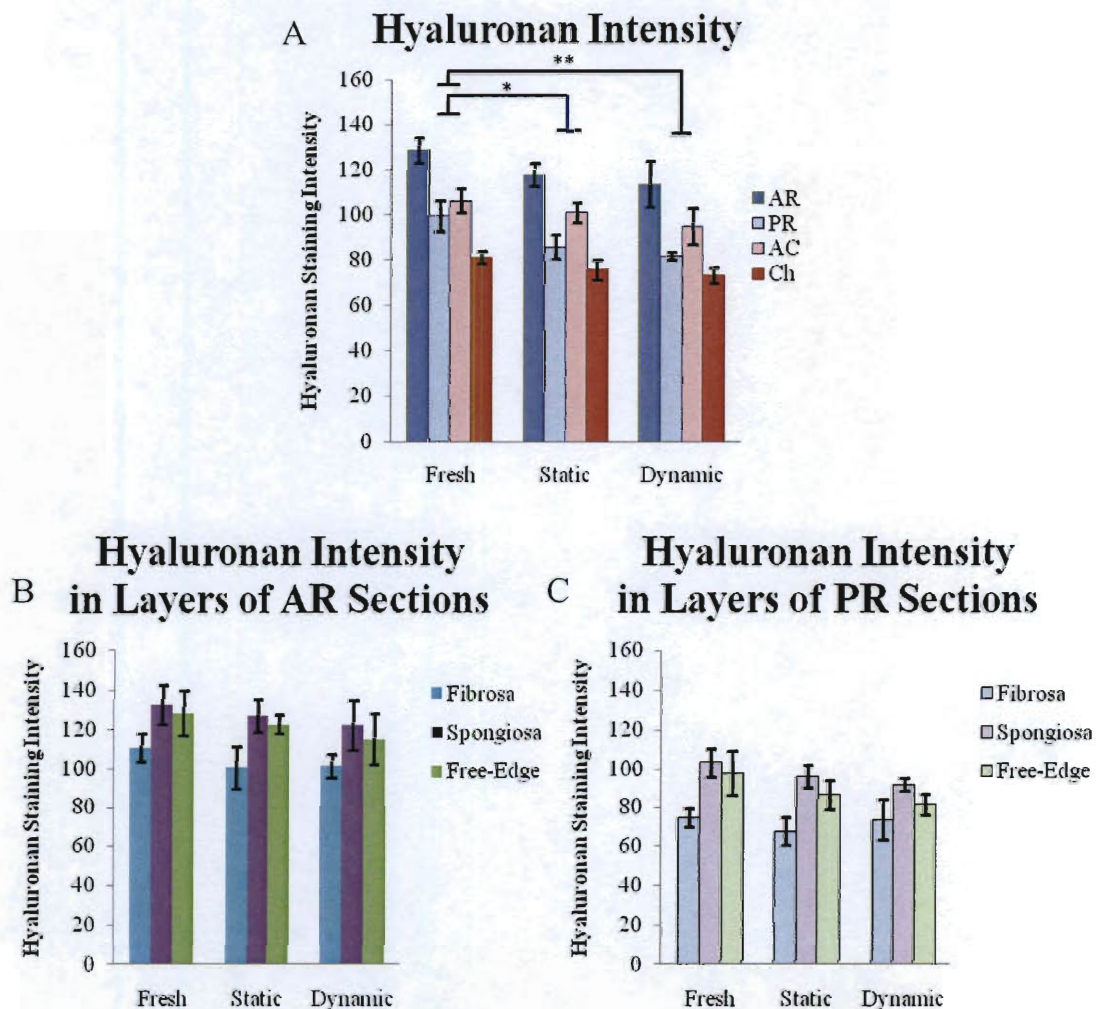 A
Hyaluronan Intensity
**
*
Hyaluronan Staining Intensity
160
140
120
100
80
60
40
20
0
Fresh
Static
Dynamic
AR
PR
AC
Ch
B
Hyaluronan Intensity
in Layers of AR Sections
Hyaluronan Staining Intensity
160
140
120
100
80
60
40
20
0
Fresh
Static
Dynamic
Fibrosa
Spongiosa
Free-Edge
C
Hyaluronan Intensity
in Layers of PR Sections
Hyaluronan Staining Intensity
160
140
120
100
80
60
40
20
0
Fresh
Static
Dynamic
Fibrosa
Spongiosa
Free-Edge